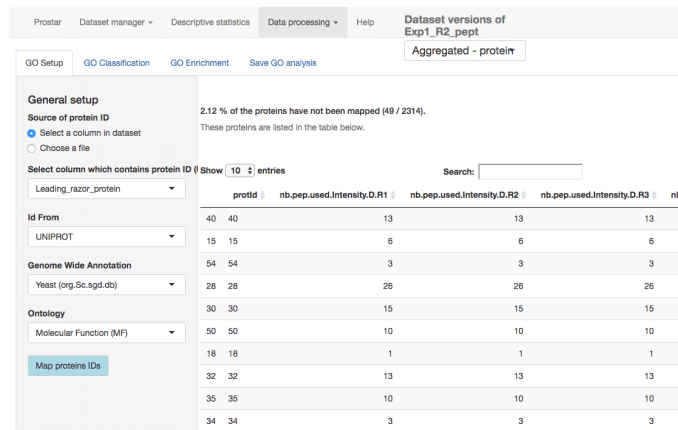 Prostar Dataset manager Descriptive statistics Data processing Help Dataset versions of
Exp1_R2_pept
Aggregated - protein
GO Setup GO Classification GO Enrichment Save GO analysis
General setup
Source of protein ID
Select a column in dataset
Choose a file
Select column which contains protein ID (
Leading_razor_protein
Id From
UNIPROT
Genome Wide Annotation
Yeast (org.Sc.sgd.db)
Ontology
Molecular Function (MF)
Map proteins IDs
2.12 % of the proteins have not been mapped (49 / 2314).
These proteins are listed in the table below.
Show 10 entries Search:
protId nb.pep.used.Intensity.D.R1 nb.pep.used.Intensity.D.R2 nb.pep.used.Intensity.D.R3
40 40 13 13 13
15 15 6 6 6
54 54 3 3 3
28 28 26 26 26
30 30 15 15 15
50 50 10 10 10
18 18 1 1 1
32 32 13 13 13
35 35 10 10 10
34 34 3 3 3